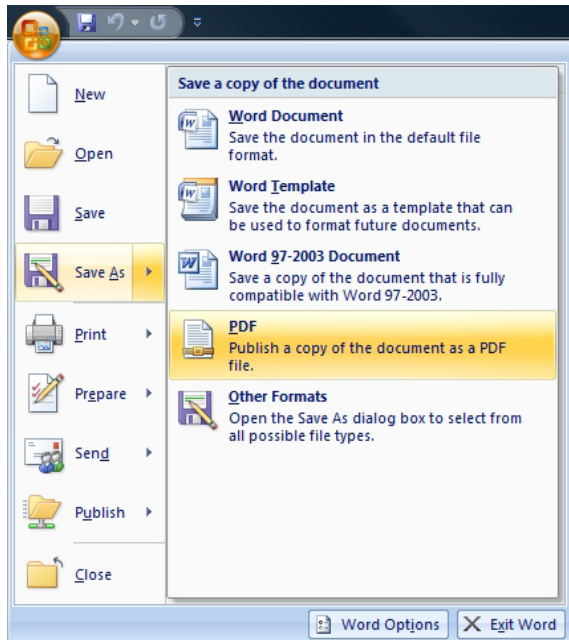 New
Open
Save
Save As
Print
Prepare
Send
Publish
Close
Save a copy of the document
Word Document
Save the document in the default file
format.
Word Template
Save the document as a template that can
be used to format future documents.
Word 97-2003 Document
Save a copy of the document that is fully
compatible with Word 97-2003.
PDF
Publish a copy of the document as a PDF
file.
Other Formats
Open the Save As dialog box to select from
all possible file types.
Word Options
Exit Word